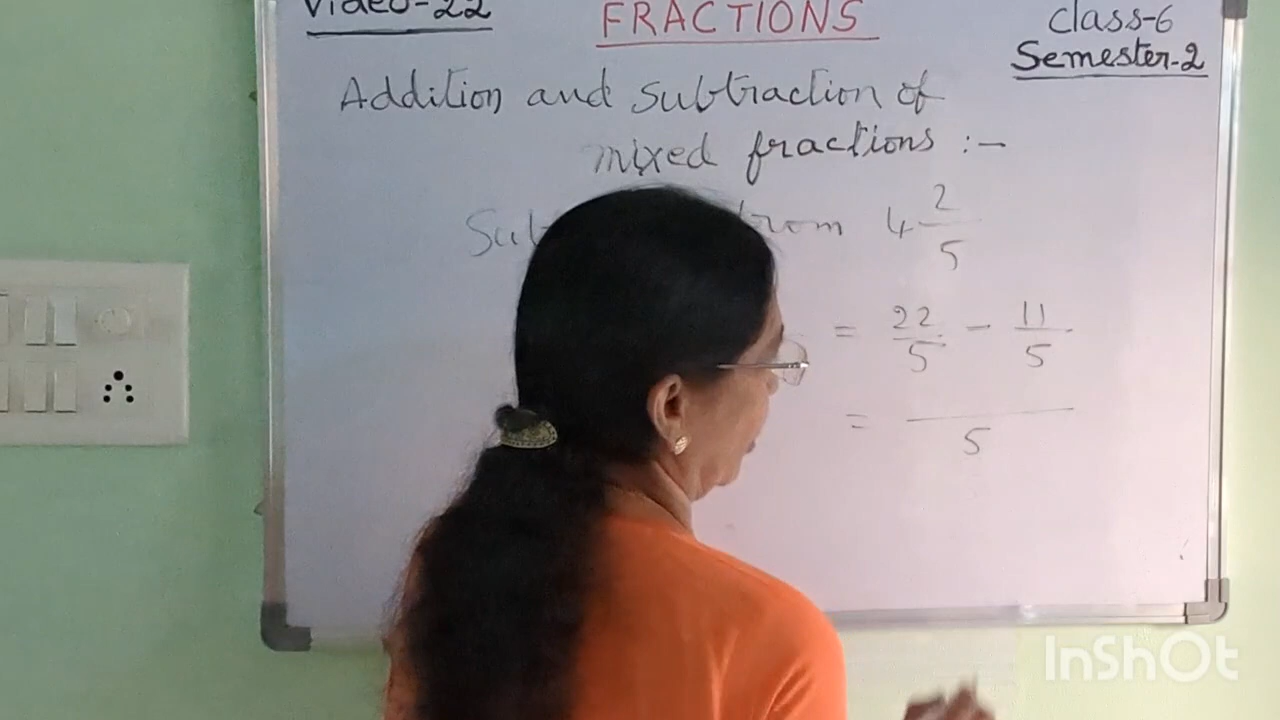 Video-22 FRACTIONS Class-6
Semester-2
Addition and subtraction of
mixed fractions :-
4 2/5
= 22/5 - 11/5
= /5
InShOt